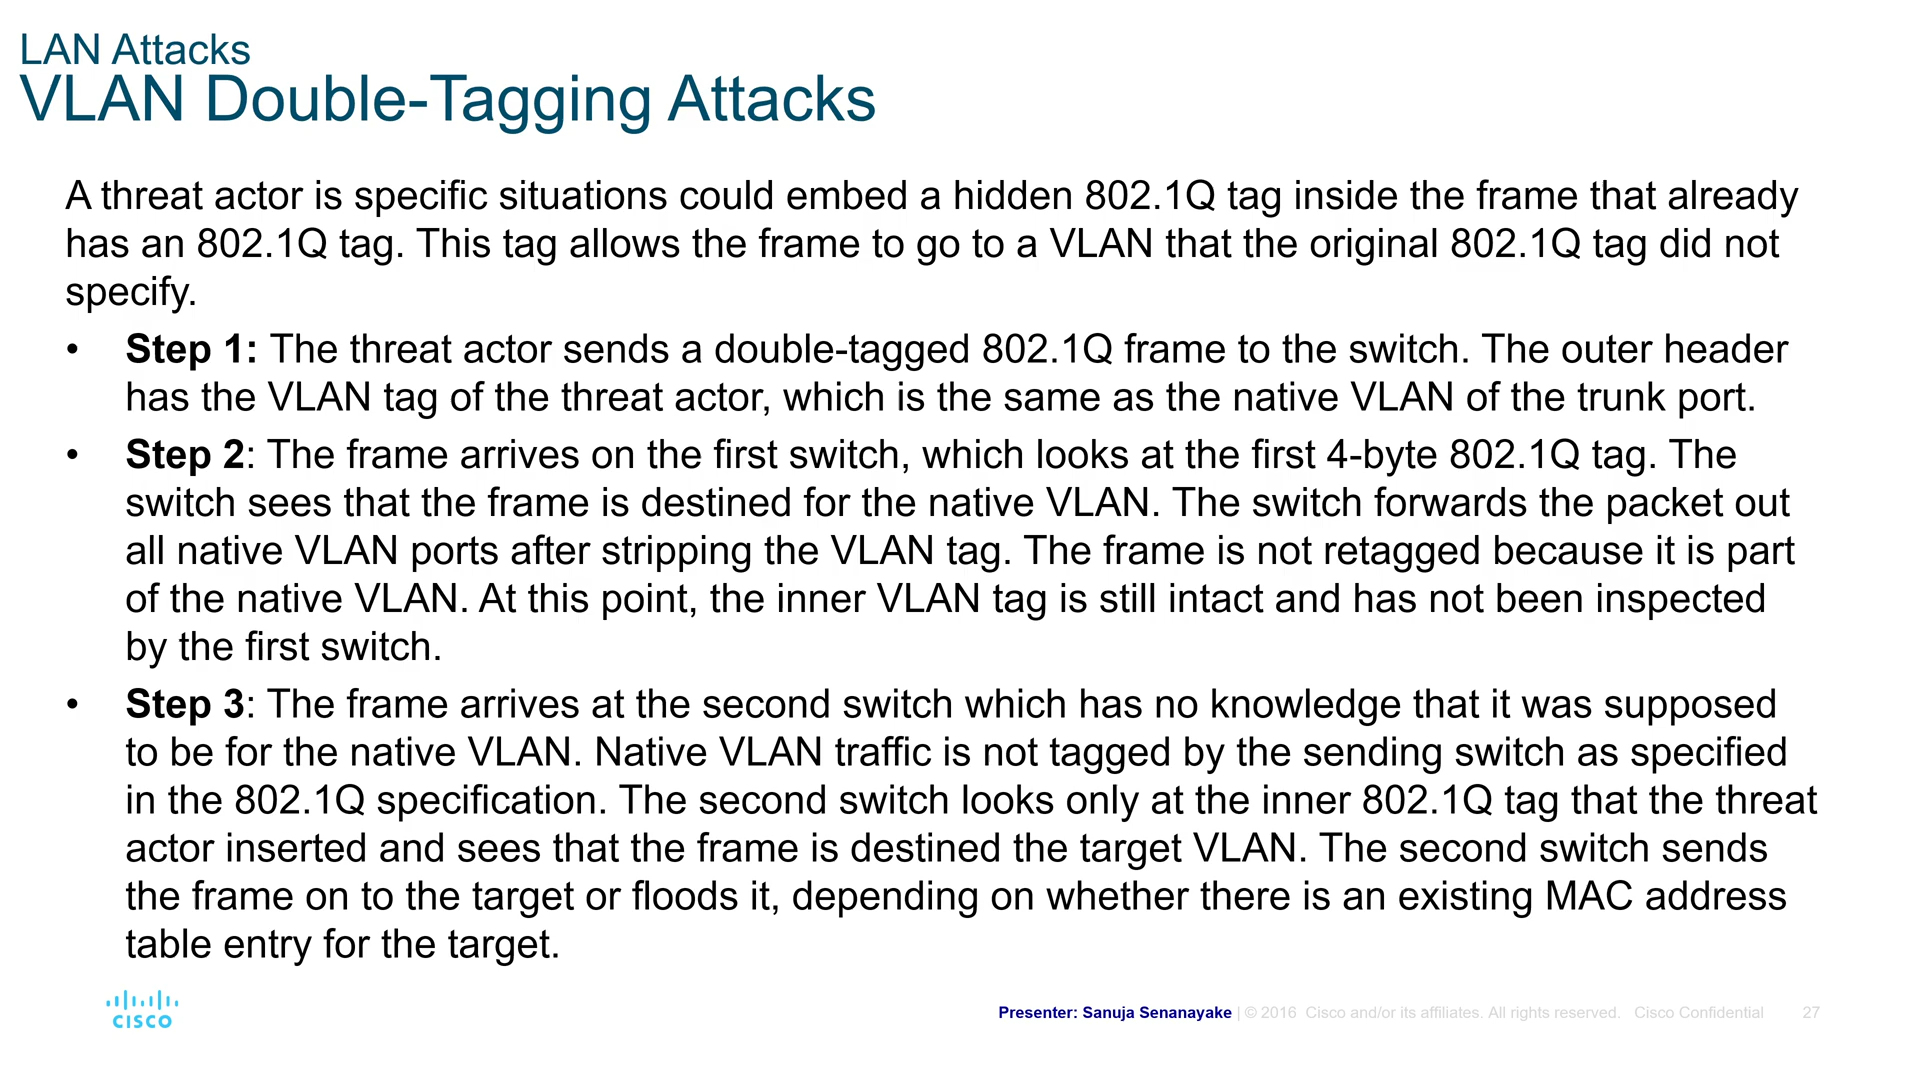 LAN Attacks
VLAN Double-Tagging Attacks
A threat actor is specific situations could embed a hidden 802.1Q tag inside the frame that already
has an 802.1Q tag. This tag allows the frame to go to a VLAN that the original 802.1Q tag did not
specify.
• Step 1: The threat actor sends a double-tagged 802.1Q frame to the switch. The outer header
has the VLAN tag of the threat actor, which is the same as the native VLAN of the trunk port.
• Step 2: The frame arrives on the first switch, which looks at the first 4-byte 802.1Q tag. The
switch sees that the frame is destined for the native VLAN. The switch forwards the packet out
all native VLAN ports after stripping the VLAN tag. The frame is not retagged because it is part
of the native VLAN. At this point, the inner VLAN tag is still intact and has not been inspected
by the first switch.
• Step 3: The frame arrives at the second switch which has no knowledge that it was supposed
to be for the native VLAN. Native VLAN traffic is not tagged by the sending switch as specified
in the 802.1Q specification. The second switch looks only at the inner 802.1Q tag that the threat
actor inserted and sees that the frame is destined the target VLAN. The second switch sends
the frame on to the target or floods it, depending on whether there is an existing MAC address
table entry for the target.
CISCO
Presenter: Sanuja Senanayake | © 2016 Cisco and/or its affiliates. All rights reserved. Cisco Confidential 27